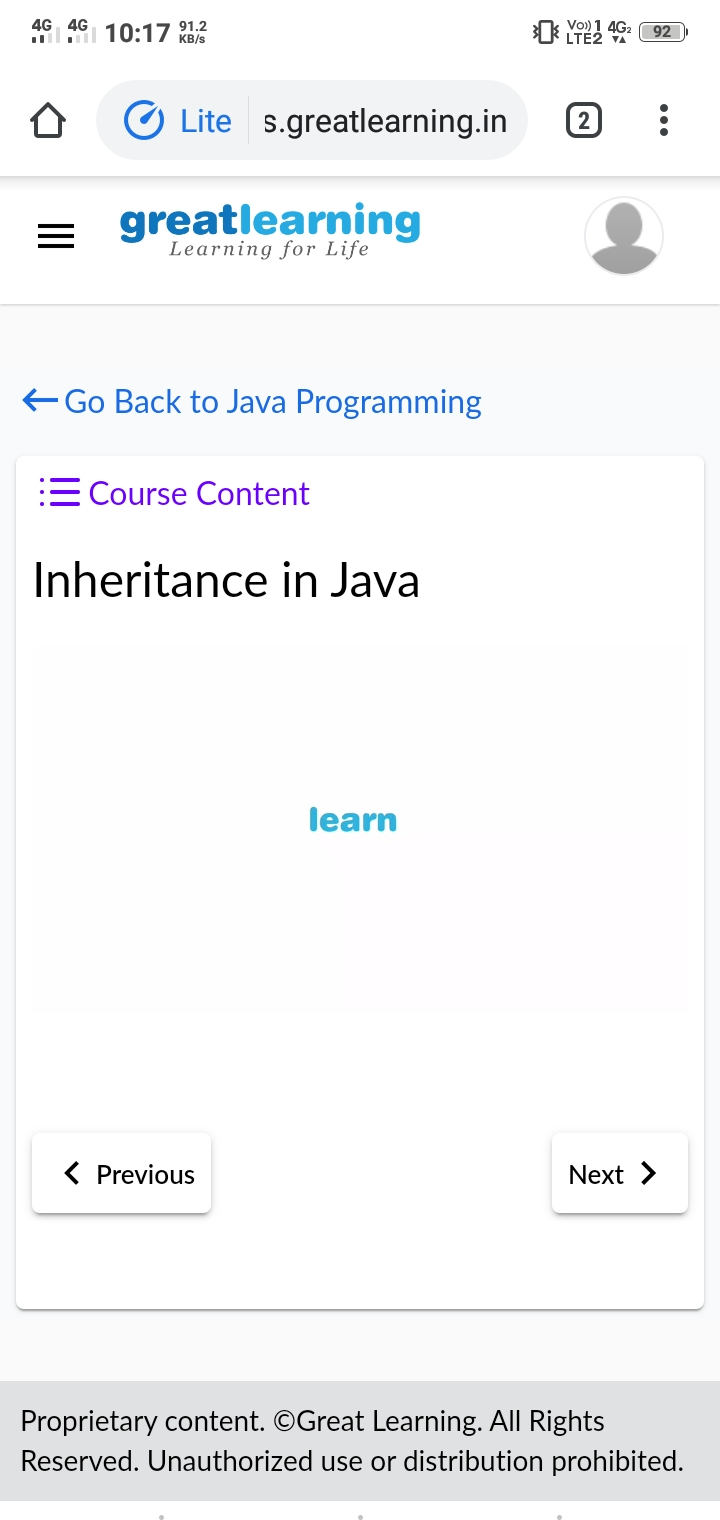 4G 4G 10:17 91.2 KB/s Vo)) 1 LTE2 4G2 92
Lite s.greatlearning.in 2
greatlearning
Learning for Life
Go Back to Java Programming
Course Content
Inheritance in Java
learn
Previous Next
Proprietary content. ©Great Learning. All Rights
Reserved. Unauthorized use or distribution prohibited.